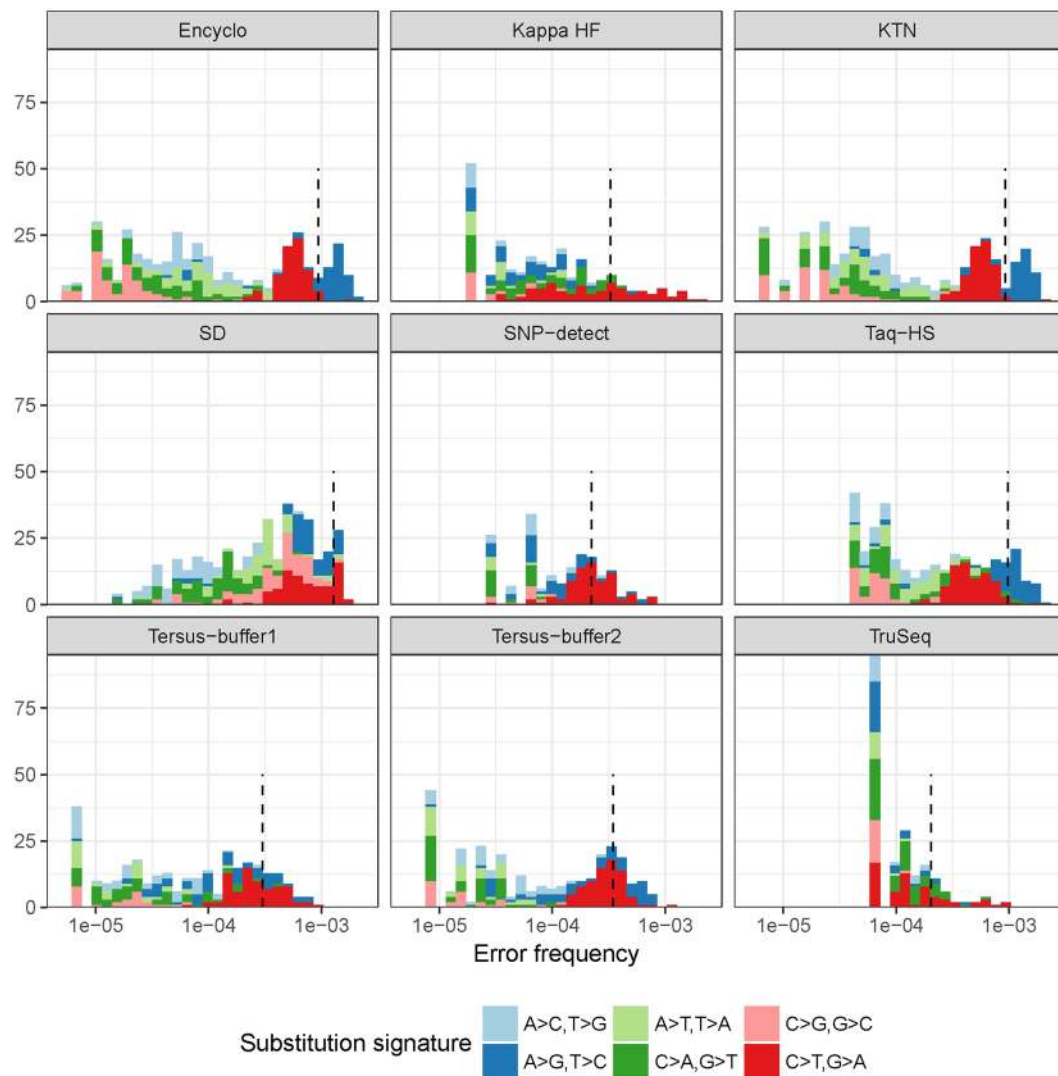 Encyclo Kappa HF KTN
75
50
25
0
SD SNP−detect Taq−HS
75
50
25
0
Tersus−buffer1 Tersus−buffer2 TruSeq
75
50
25
0
1e−05 1e−04 1e−03 1e−05 1e−04 1e−03 1e−05 1e−04 1e−03
Error frequency
Substitution signature
A>C,T>G A>T,T>A C>G,G>C
A>G,T>C C>A,G>T C>T,G>A